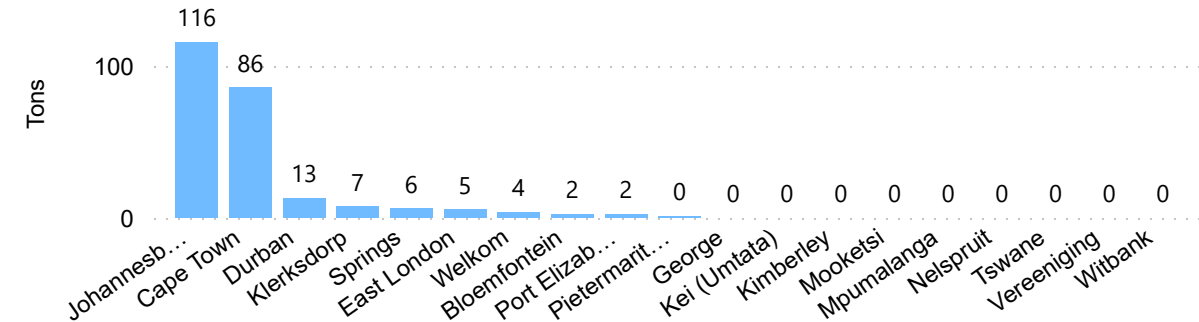 116
100
86
Tons
13
7
6
5
4
2
2
0
0
0
0
0
0
0
0
0
0
0
Johannesb...
Cape Town
Durban
Klerksdorp
Springs
East London
Welkom
Bloemfontein
Port Elizab...
Pietermarit...
George
Kei (Umtata)
Kimberley
Mooketsi
Mpumalanga
Nelspruit
Tswane
Vereeniging
Witbank